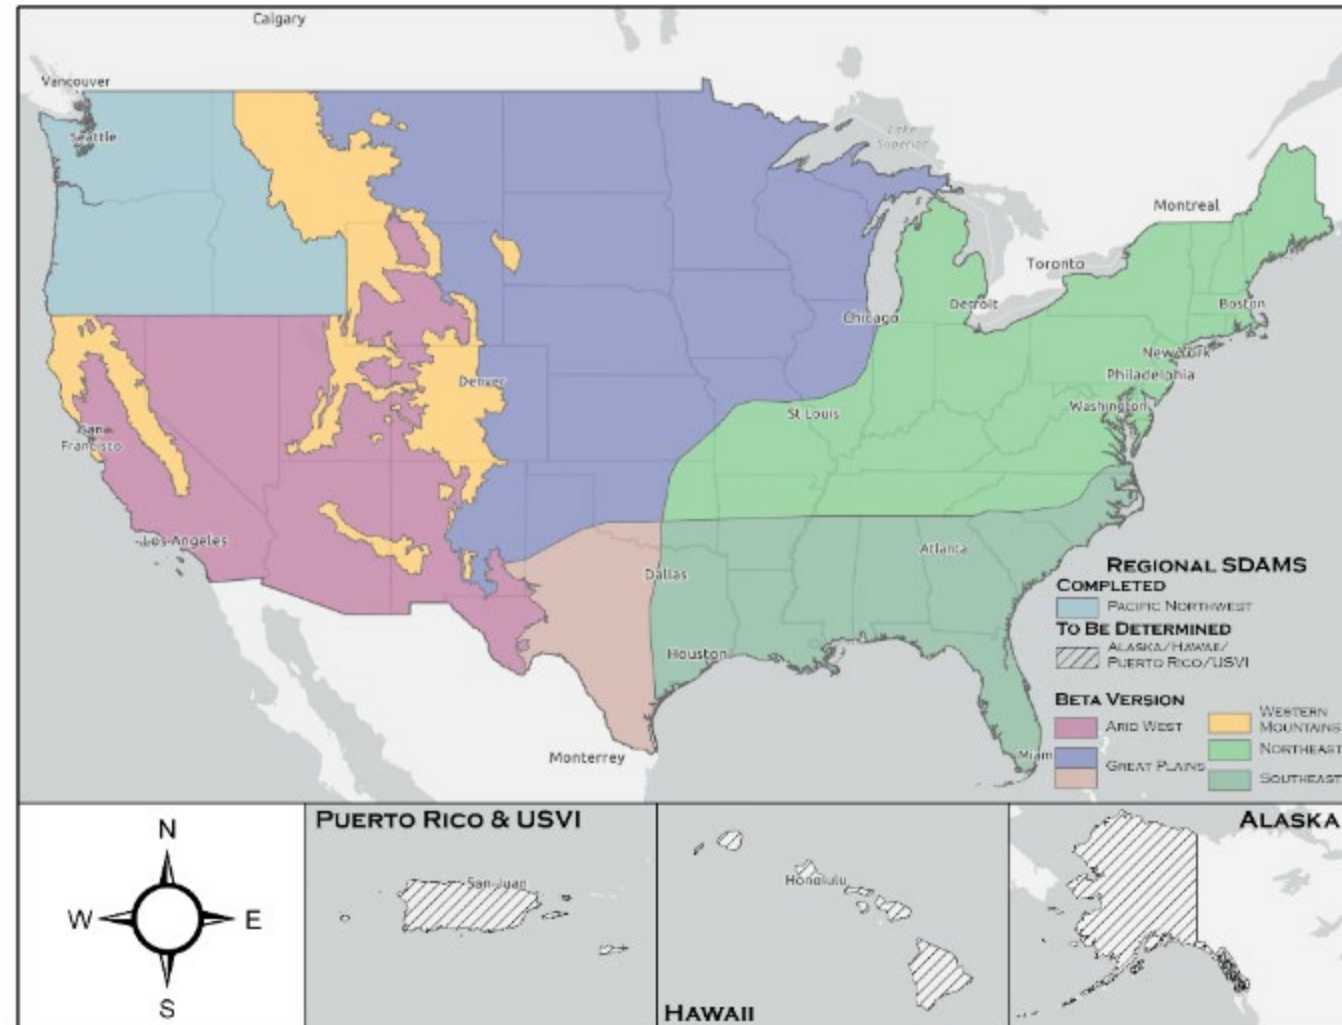 Calgary
Vancouver
Seattle
Lake
Superior
Montreal
Toronto
Detroit
Boston
Chicago
New York
Philadelphia
Denver
St Louis
Washington
San
Francisco
Los Angeles
Atlanta
Dallas
Houston
Monterrey
Miami
REGIONAL SDAMS
COMPLETED
PACIFIC NORTHWEST
TO BE DETERMINED
ALASKA/HAWAII/
PUERTO RICO/USVI
BETA VERSION
ARID WEST
GREAT PLAINS
WESTERN
MOUNTAINS
NORTHEAST
SOUTHEAST
N
W
E
S
PUERTO RICO & USVI
San Juan
Honolulu
HAWAII
ALASKA